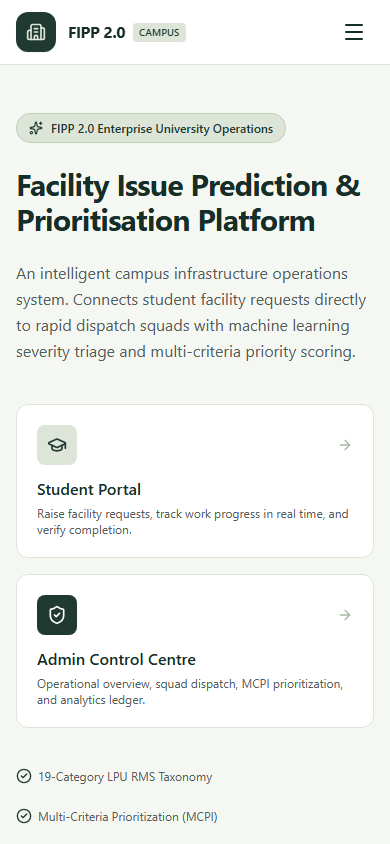 FIPP 2.0 CAMPUS
FIPP 2.0 Enterprise University Operations
Facility Issue Prediction &
Prioritisation Platform
An intelligent campus infrastructure operations
system. Connects student facility requests directly
to rapid dispatch squads with machine learning
severity triage and multi-criteria priority scoring.
Student Portal
Raise facility requests, track work progress in real time, and
verify completion.
Admin Control Centre
Operational overview, squad dispatch, MCPI prioritization,
and analytics ledger.
19-Category LPU RMS Taxonomy
Multi-Criteria Prioritization (MCPI)